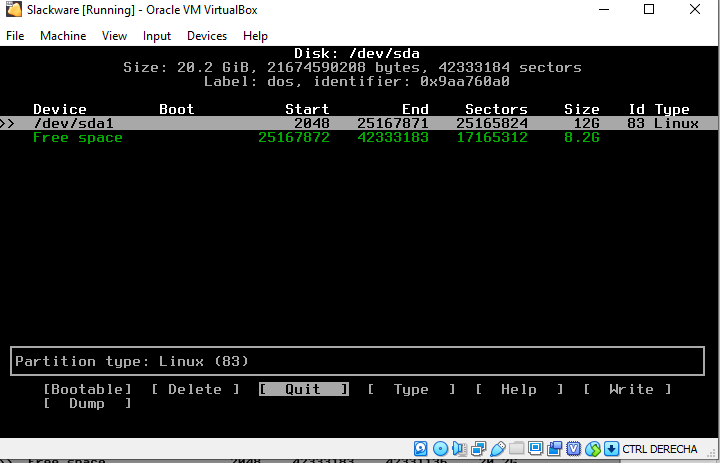 Slackware [Running] - Oracle VM VirtualBox
File Machine View Input Devices Help
Disk: /dev/sda
Size: 20.2 GiB, 21674590208 bytes, 42333184 sectors
Label: dos, identifier: 0x9aa760a0
Device Boot Start End Sectors Size Id Type
>> /dev/sda1 2048 25167871 25165824 12G 83 Linux
Free space 25167872 42333183 17165312 8.2G
Partition type: Linux (83)
[Bootable] [ Delete ] [ Quit ] [ Type ] [ Help ] [ Write ]
[ Dump ]
CTRL DERECHA